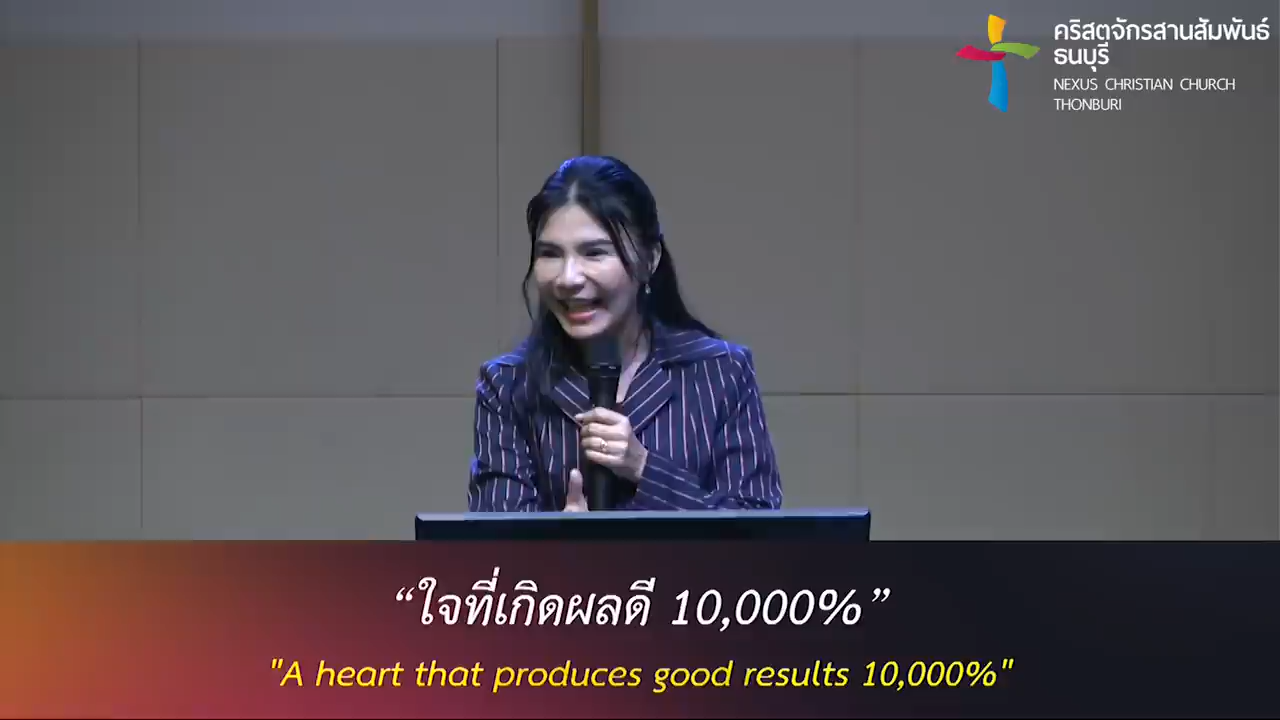 คริสตจักรสานสัมพันธ์
ธนบุรี
NEXUS CHRISTIAN CHURCH
THONBURI
“ใจที่เกิดผลดี 10,000%”
"A heart that produces good results 10,000%"